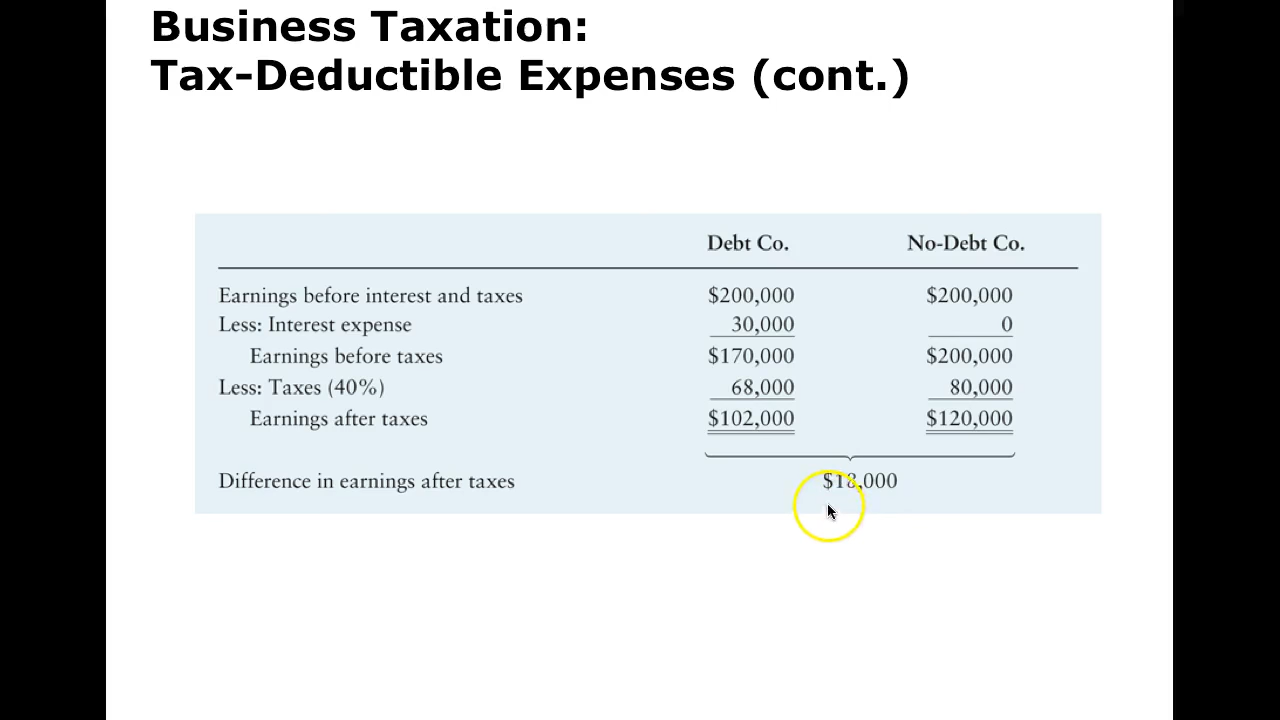 Business Taxation:
Tax-Deductible Expenses (cont.)
Debt Co. No-Debt Co.
Earnings before interest and taxes $200,000 $200,000
Less: Interest expense 30,000 0
Earnings before taxes $170,000 $200,000
Less: Taxes (40%) 68,000 80,000
Earnings after taxes $102,000 $120,000
Difference in earnings after taxes $18,000